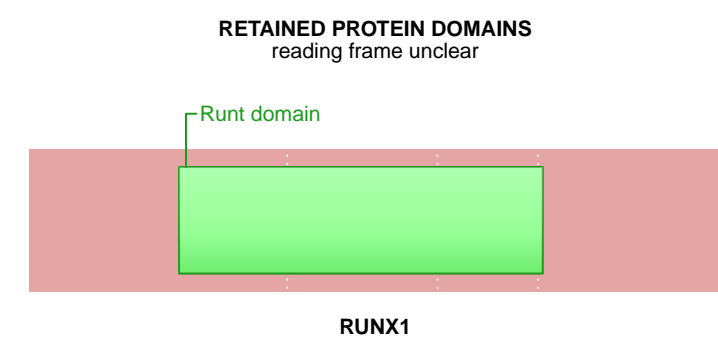 RETAINED PROTEIN DOMAINS
reading frame unclear
Runt domain
RUNX1